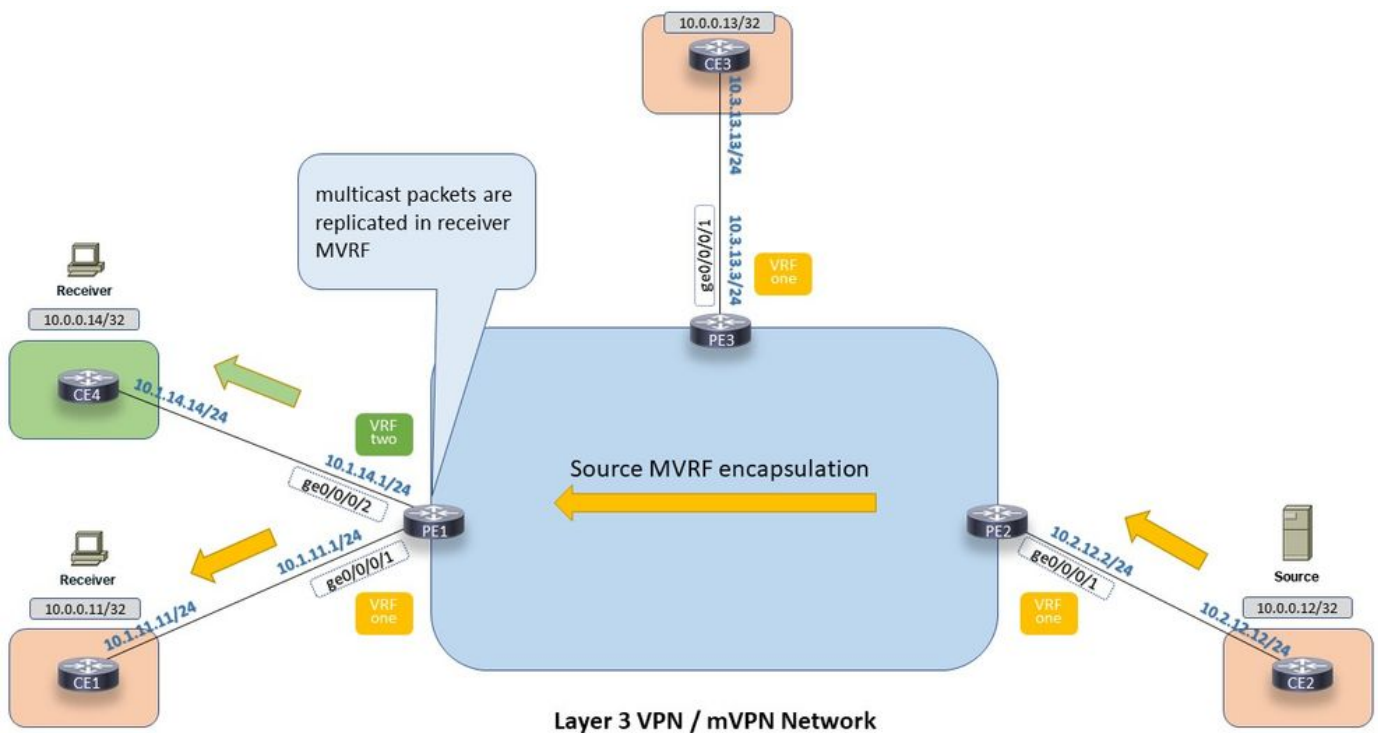 10.0.0.13/32
CE3
10.3.13.13/24
multicast packets are
replicated in receiver
MVRF
ge0/0/0/1
10.3.13.3/24
VRF
one
PE3
Receiver
10.0.0.14/32
CE4
10.1.14.14/24
VRF
two
10.1.14.1/24
ge0/0/0/2
Source MVRF encapsulation
PE1
PE2
Receiver
10.0.0.11/32
10.1.11.1/24
ge0/0/0/1
10.1.11.11/24
VRF
one
CE1
10.2.12.2/24
ge0/0/0/1
VRF
one
Source
10.0.0.12/32
10.2.12.12/24
CE2
Layer 3 VPN / mVPN Network